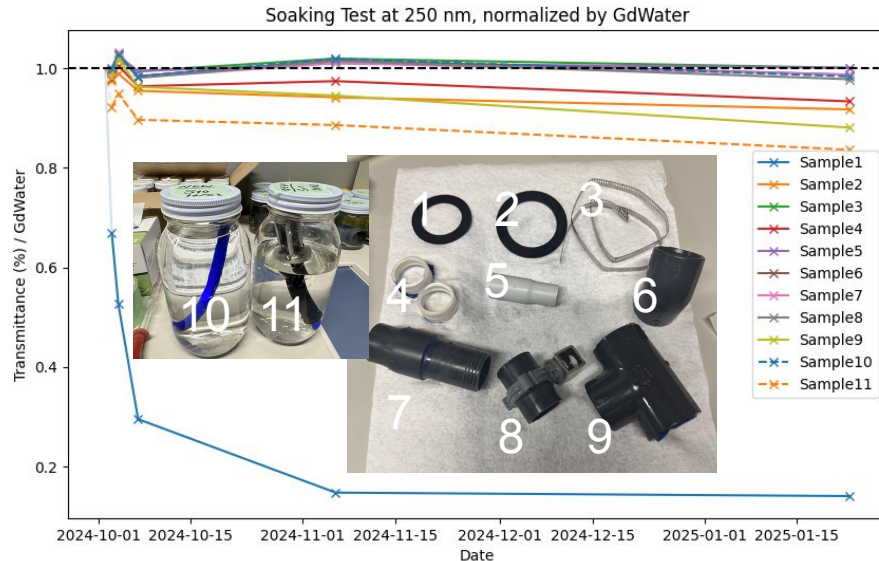 Soaking Test at 250 nm, normalized by GdWater
Transmittance (%) / GdWater
1.0
0.8
0.6
0.4
0.2
2024-10-01
2024-10-15
2024-11-01
2024-11-15
2024-12-01
2024-12-15
2025-01-01
2025-01-15
Date
Sample1
Sample2
Sample3
Sample4
Sample5
Sample6
Sample7
Sample8
Sample9
Sample10
Sample11
NEW
10
11
1
2
3
4
5
6
7
8
9